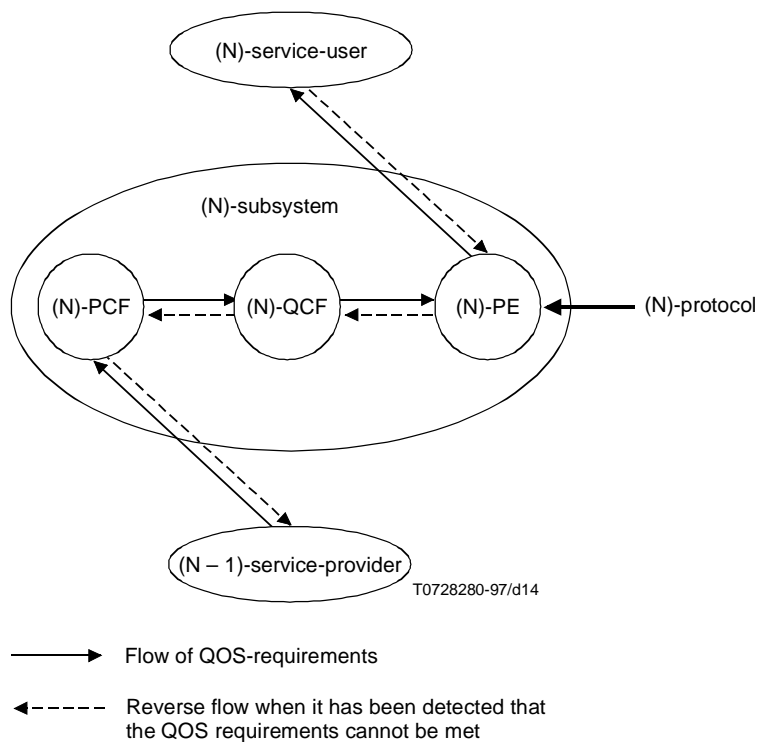 (N)-service-user
(N)-subsystem
(N)-PCF
(N)-QCF
(N)-PE
(N)-protocol
(N – 1)-service-provider
T0728280-97/d14
Flow of QOS-requirements
Reverse flow when it has been detected that
the QOS requirements cannot be met